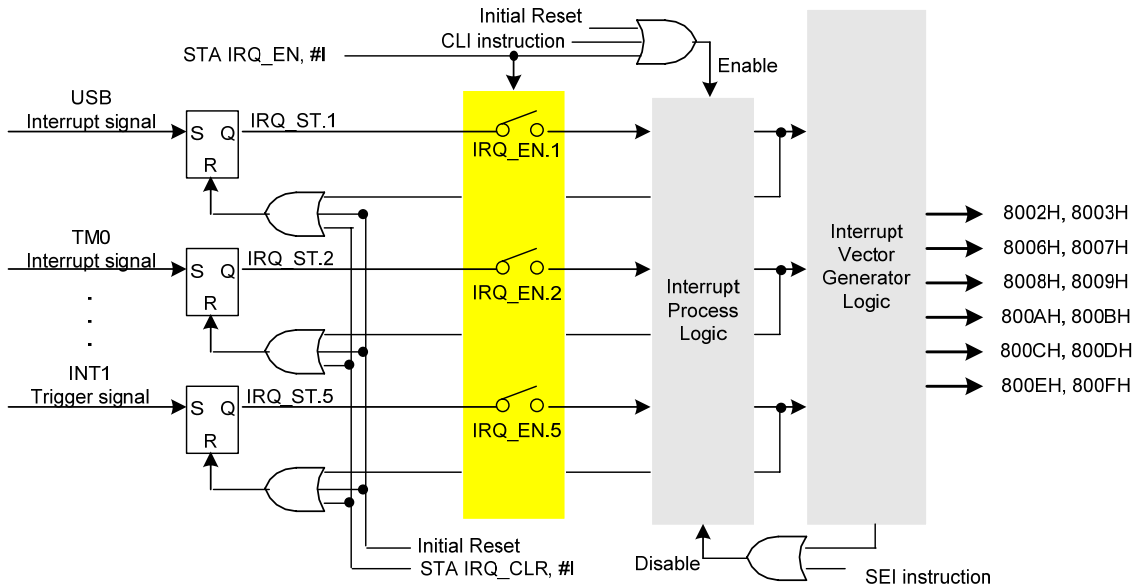 Initial Reset
CLI instruction
STA IRQ_EN, #I
Enable
USB
Interrupt signal
S Q
R
IRQ_ST.1
IRQ_EN.1
TM0
Interrupt signal
S Q
R
IRQ_ST.2
IRQ_EN.2
.
.
.
INT1
Trigger signal
S Q
R
IRQ_ST.5
IRQ_EN.5
Interrupt
Process
Logic
Interrupt
Vector
Generator
Logic
8002H, 8003H
8006H, 8007H
8008H, 8009H
800AH, 800BH
800CH, 800DH
800EH, 800FH
Initial Reset
STA IRQ_CLR, #I
Disable
SEI instruction